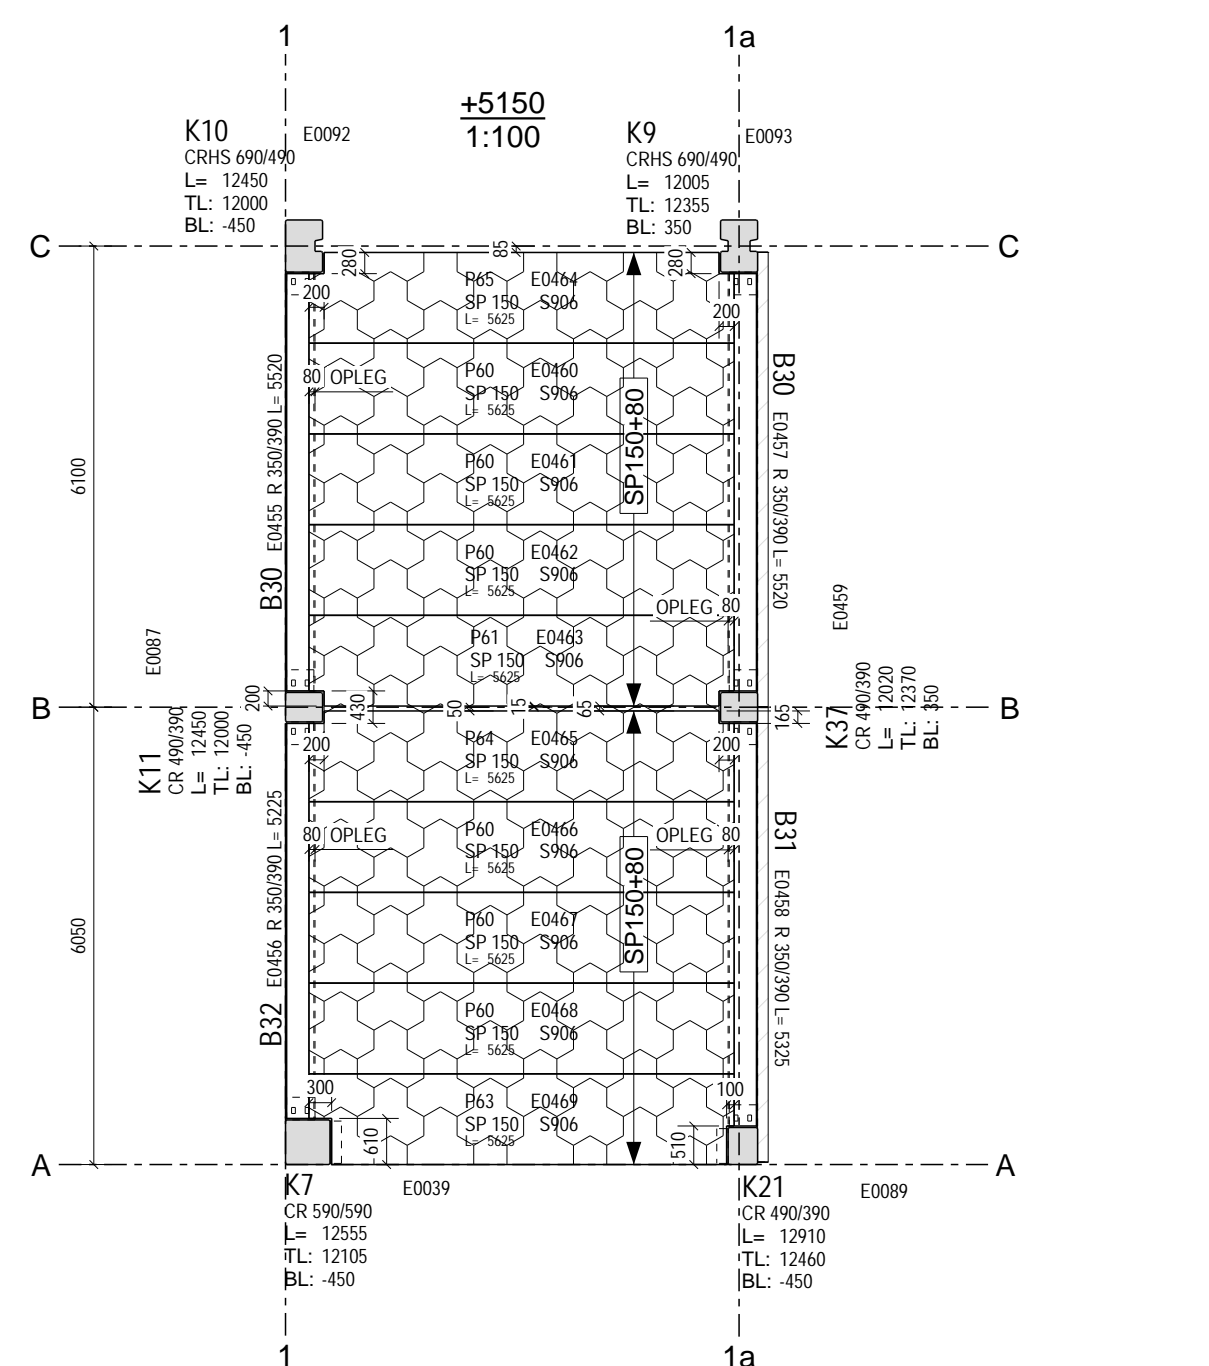 1
1a
+5150
1:100
K10
E0092
CRHS 690/490
L= 12450
TL: 12000
BL: -450
K9
E0093
CRHS 690/490
L= 12005
TL: 12355
BL: 350
C
C
85
280
280
200
200
P65 E0464
SP 150 S906
L= 5625
80 OPLEG
P60 E0460
SP 150 S906
L= 5625
SP150+80
P60 E0461
SP 150 S906
L= 5625
P60 E0462
SP 150 S906
L= 5625
OPLEG 80
P61 E0463
SP 150 S906
L= 5625
6100
B30 E0455 R 350/390 L= 5520
B30 E0457 R 350/390 L= 5520
E0087
E0459
B
B
200
430
50
15
65
165
K11
CR 490/390
L= 12450
TL: 12000
BL: -450
K37
CR 490/390
L= 12020
TL: 12370
BL: 350
200
200
P64 E0465
SP 150 S906
L= 5625
80 OPLEG
OPLEG 80
P60 E0466
SP 150 S906
L= 5625
SP150+80
P60 E0467
SP 150 S906
L= 5625
P60 E0468
SP 150 S906
L= 5625
P63 E0469
SP 150 S906
L= 5625
6050
B32 E0456 R 350/390 L= 5225
B31 E0458 R 350/390 L= 5325
300
100
610
510
A
A
K7
E0039
CR 590/590
L= 12555
TL: 12105
BL: -450
K21
E0089
CR 490/390
L= 12910
TL: 12460
BL: -450
1
1a